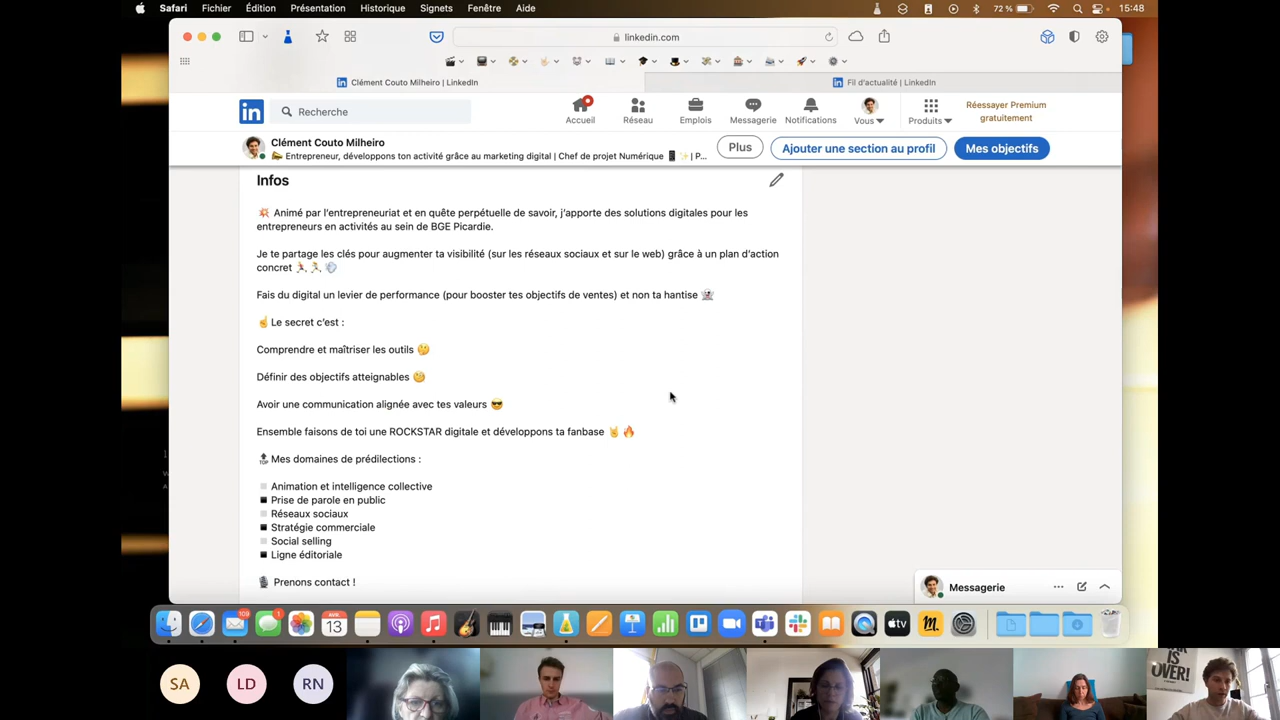 Safari Fichier Édition Présentation Historique Signets Fenêtre Aide 72 % 15:48
linkedin.com
Clément Couto Milheiro | LinkedIn
Fil d'actualité | LinkedIn
in Recherche
Accueil Réseau Emplois Messagerie Notifications Vous Produits
Réessayer Premium
gratuitement
Clément Couto Milheiro
Entrepreneur, développons ton activité grâce au marketing digital | Chef de projet Numérique 📱✨| P...
Plus Ajouter une section au profil Mes objectifs
Infos
💥 Animé par l'entrepreneuriat et en quête perpétuelle de savoir, j'apporte des solutions digitales pour les
entrepreneurs en activités au sein de BGE Picardie.
Je te partage les clés pour augmenter ta visibilité (sur les réseaux sociaux et sur le web) grâce à un plan d'action
concret
Fais du digital un levier de performance (pour booster tes objectifs de ventes) et non ta hantise
☝️Le secret c'est :
Comprendre et maîtriser les outils 🤔
Définir des objectifs atteignables
Avoir une communication alignée avec tes valeurs 😎
Ensemble faisons de toi une ROCKSTAR digitale et développons ta fanbase 🤘🔥
🔝 Mes domaines de prédilections :
◻️ Animation et intelligence collective
◼️ Prise de parole en public
◻️ Réseaux sociaux
◼️ Stratégie commerciale
◻️ Social selling
◼️ Ligne éditoriale
🎙️ Prenons contact !
Messagerie
109
1
AVR.
13
tv
m.
SA LD RN
IS
OVER!